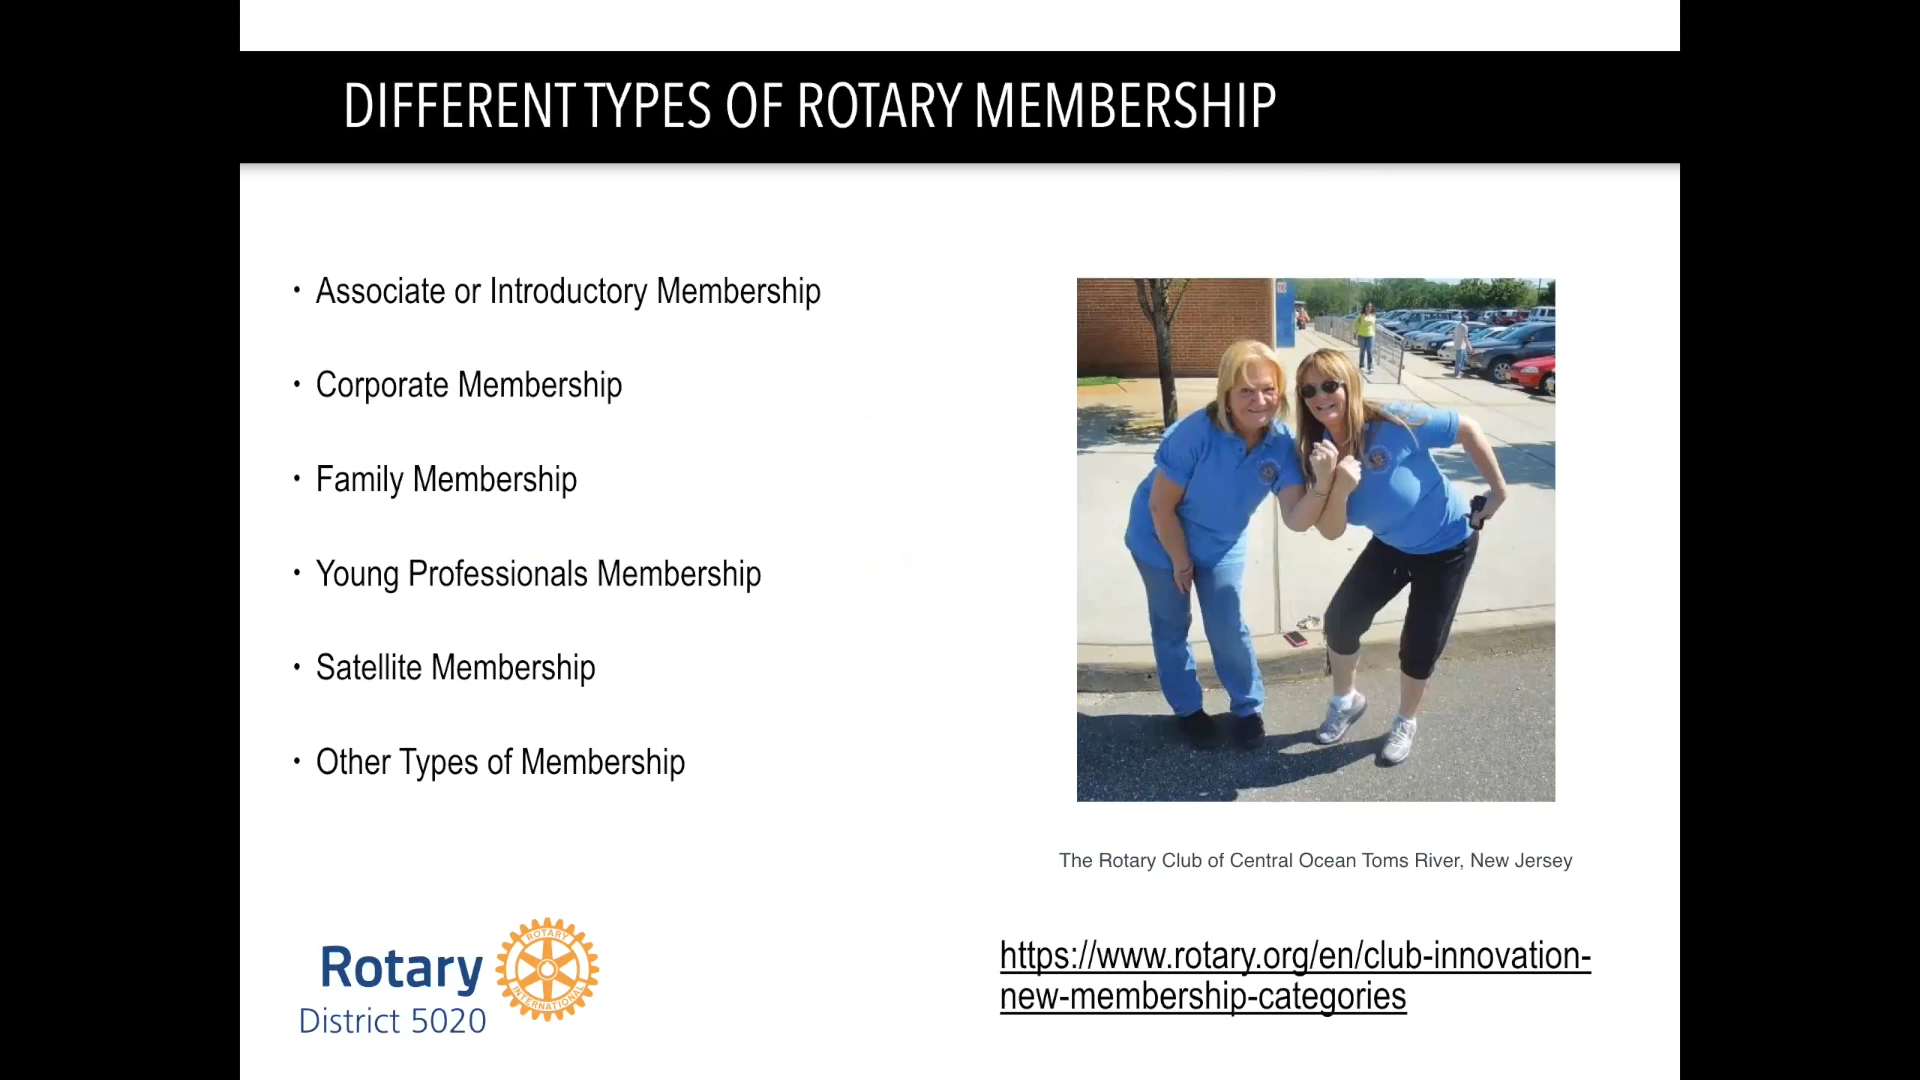 DIFFERENT TYPES OF ROTARY MEMBERSHIP
• Associate or Introductory Membership
• Corporate Membership
• Family Membership
• Young Professionals Membership
• Satellite Membership
• Other Types of Membership
The Rotary Club of Central Ocean Toms River, New Jersey
https://www.rotary.org/en/club-innovation-
new-membership-categories
Rotary
District 5020
ROTARY
INTERNATIONAL